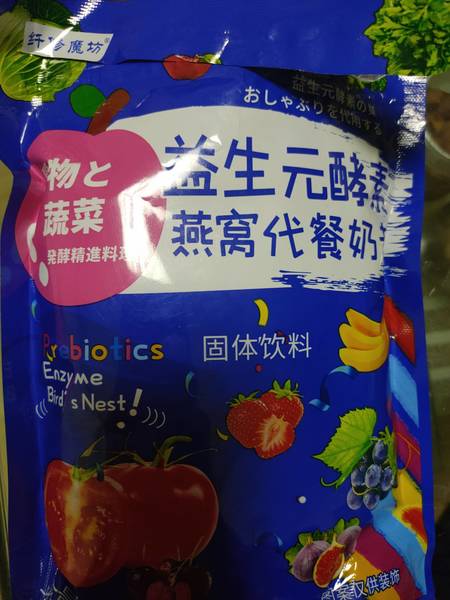 纤修魔坊®
益生元酵素の
おしゃぶりを代用する
物と
蔬菜
発酵精進料理
益生元酵素
燕窝代餐奶
Prebiotics
Enzyme
Bird's Nest!
固体饮料
图案仅供装饰